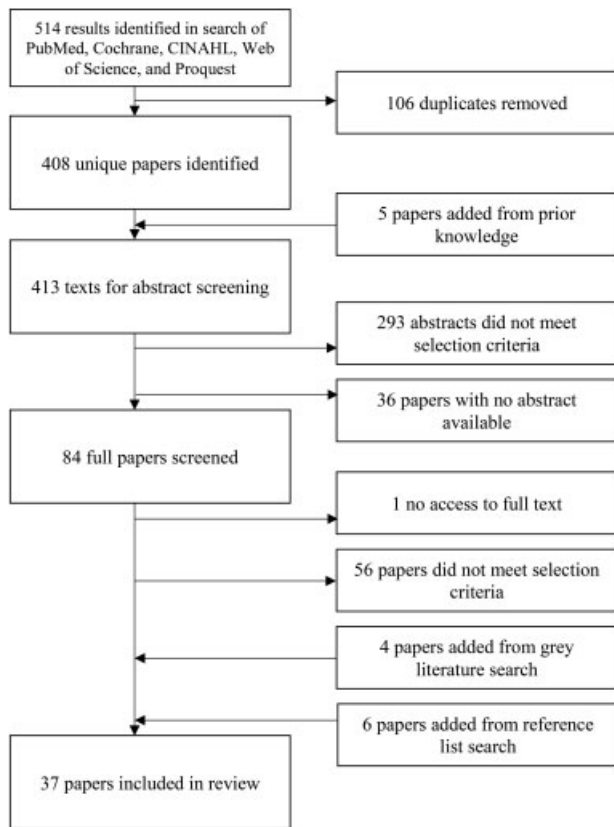 514 results identified in search of
PubMed, Cochrane, CINAHL, Web
of Science, and Proquest
106 duplicates removed
408 unique papers identified
5 papers added from prior
knowledge
413 texts for abstract screening
293 abstracts did not meet
selection criteria
36 papers with no abstract
available
84 full papers screened
1 no access to full text
56 papers did not meet selection
criteria
4 papers added from grey
literature search
6 papers added from reference
list search
37 papers included in review